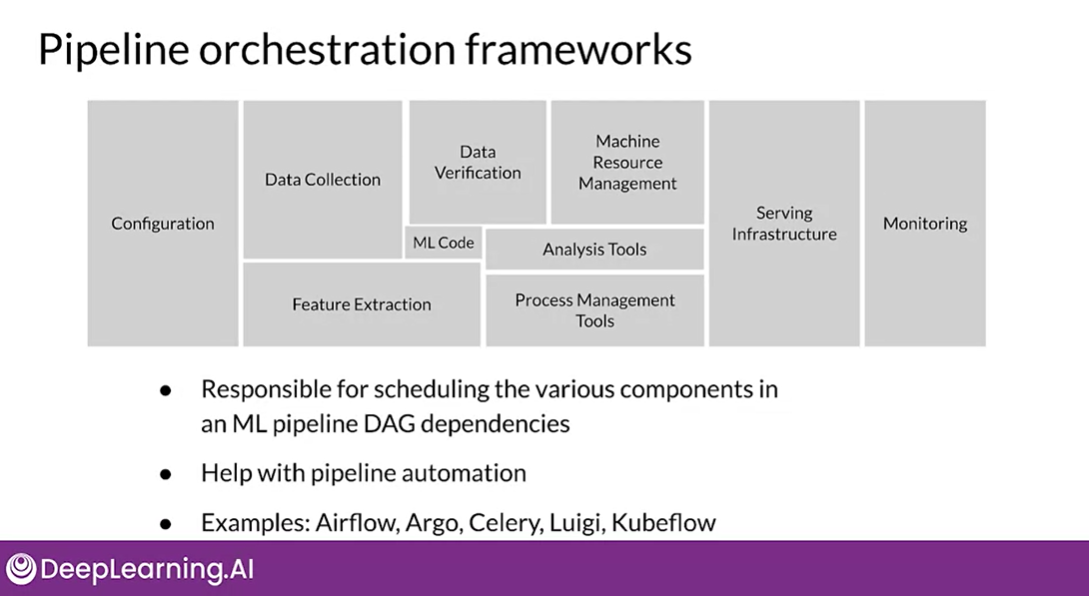 Pipeline orchestration frameworks
Configuration
Data Collection
Data
Verification
Machine
Resource
Management
ML Code
Analysis Tools
Feature Extraction
Process Management
Tools
Serving
Infrastructure
Monitoring
● Responsible for scheduling the various components in
an ML pipeline DAG dependencies
● Help with pipeline automation
● Examples: Airflow, Argo, Celery, Luigi, Kubeflow
DeepLearning.AI